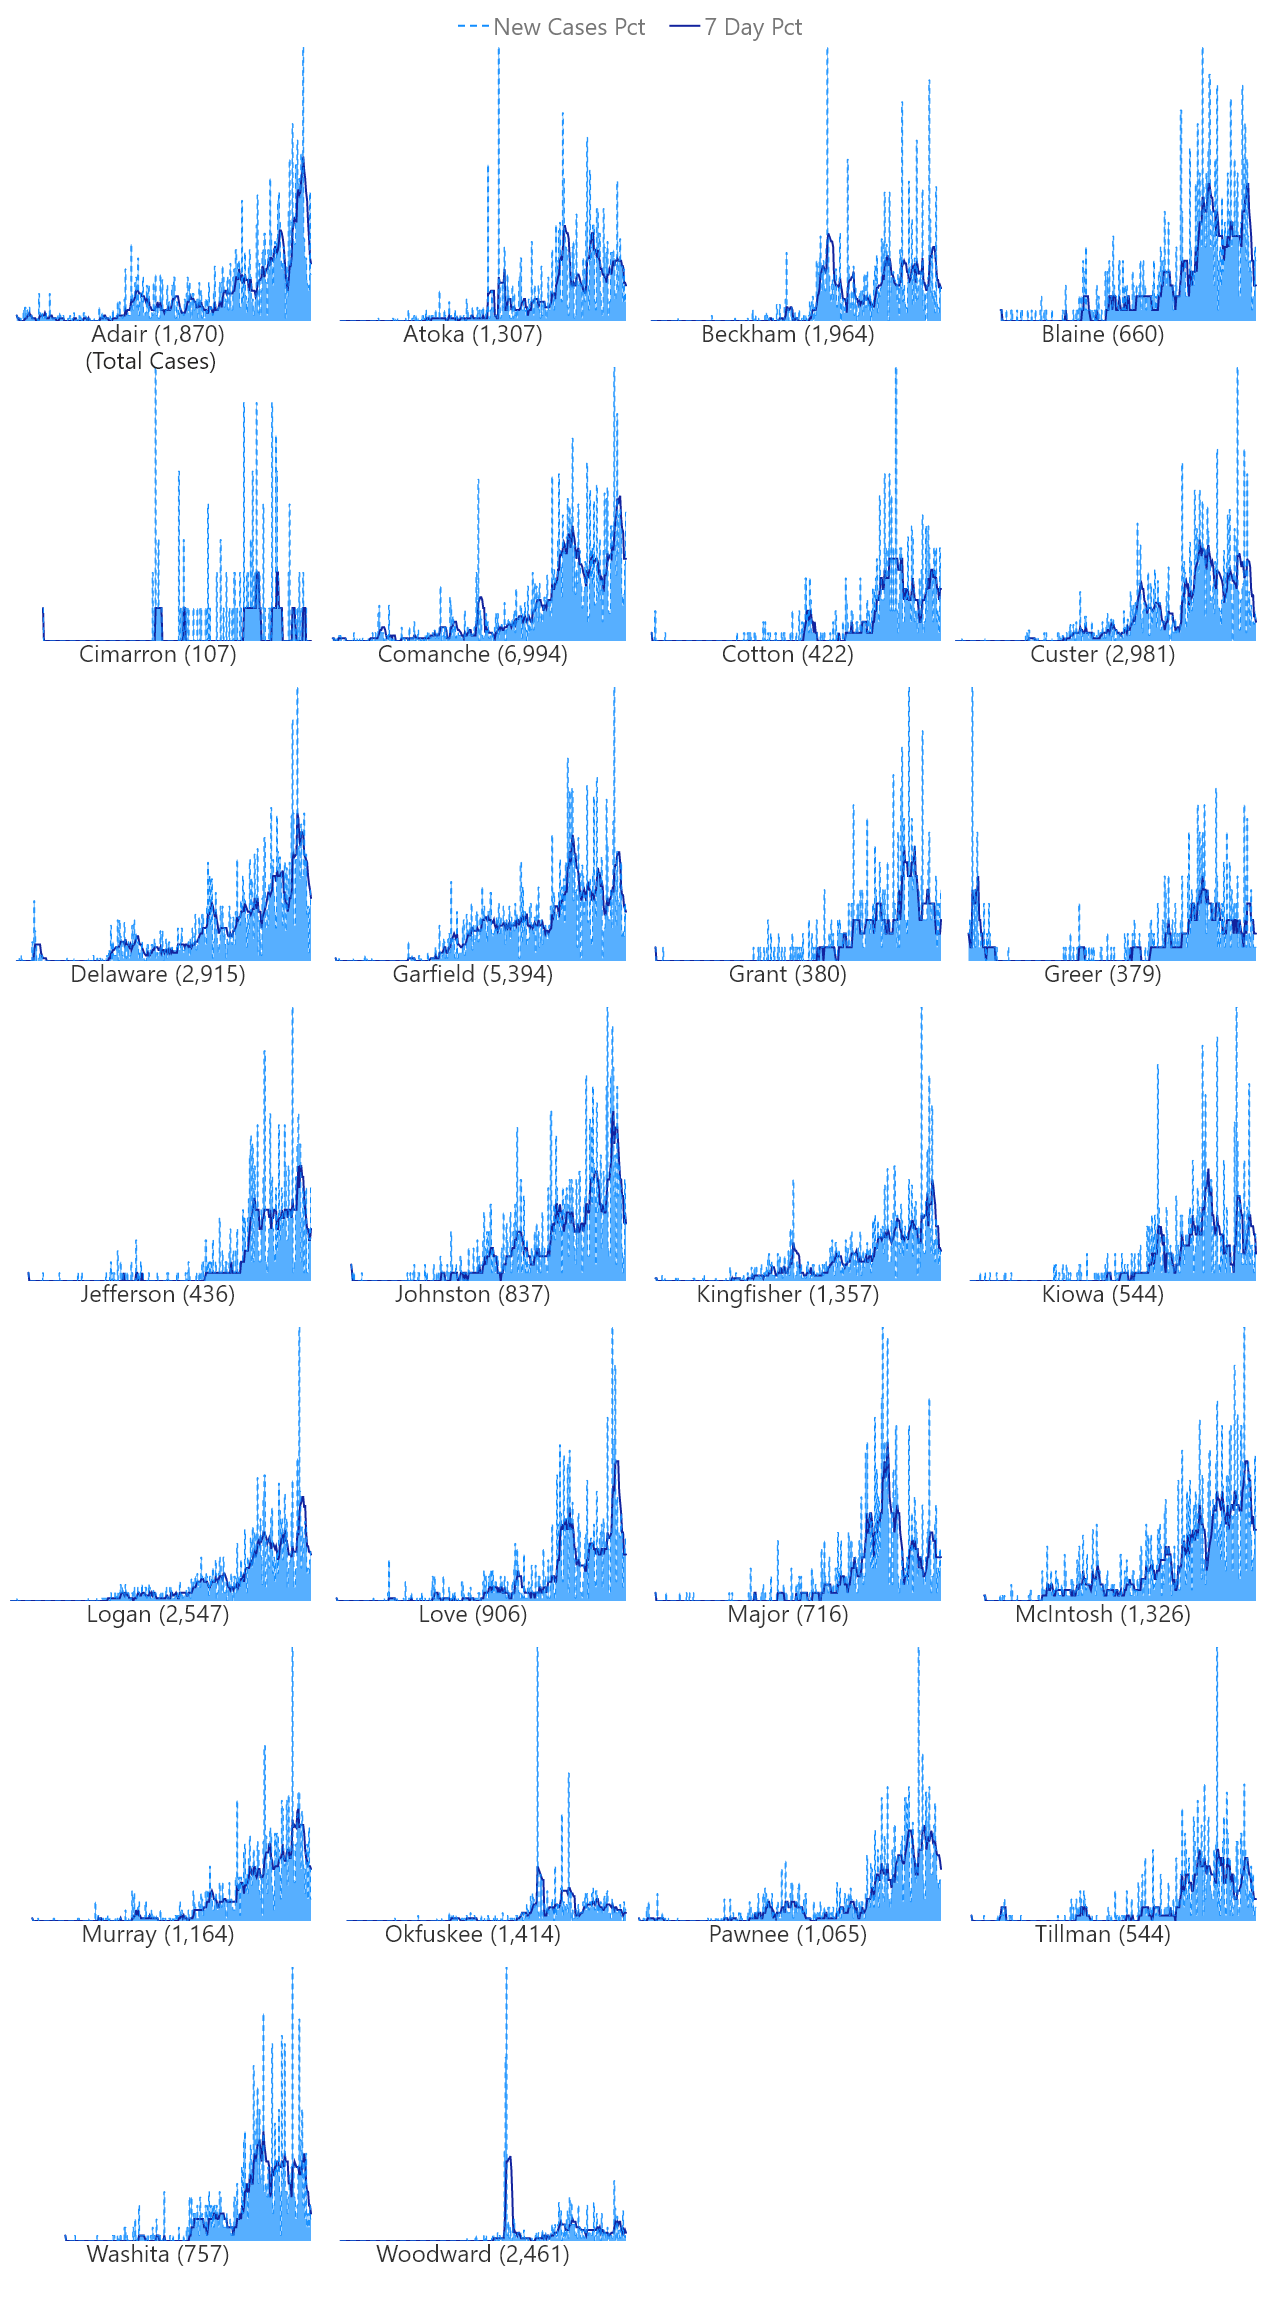 New Cases Pct 7 Day Pct
Adair (1,870) Atoka (1,307) Beckham (1,964) Blaine (660)
(Total Cases)
Cimarron (107) Comanche (6,994) Cotton (422) Custer (2,981)
Delaware (2,915) Garfield (5,394) Grant (380) Greer (379)
Jefferson (436) Johnston (837) Kingfisher (1,357) Kiowa (544)
Logan (2,547) Love (906) Major (716) McIntosh (1,326)
Murray (1,164) Okfuskee (1,414) Pawnee (1,065) Tillman (544)
Washita (757) Woodward (2,461)